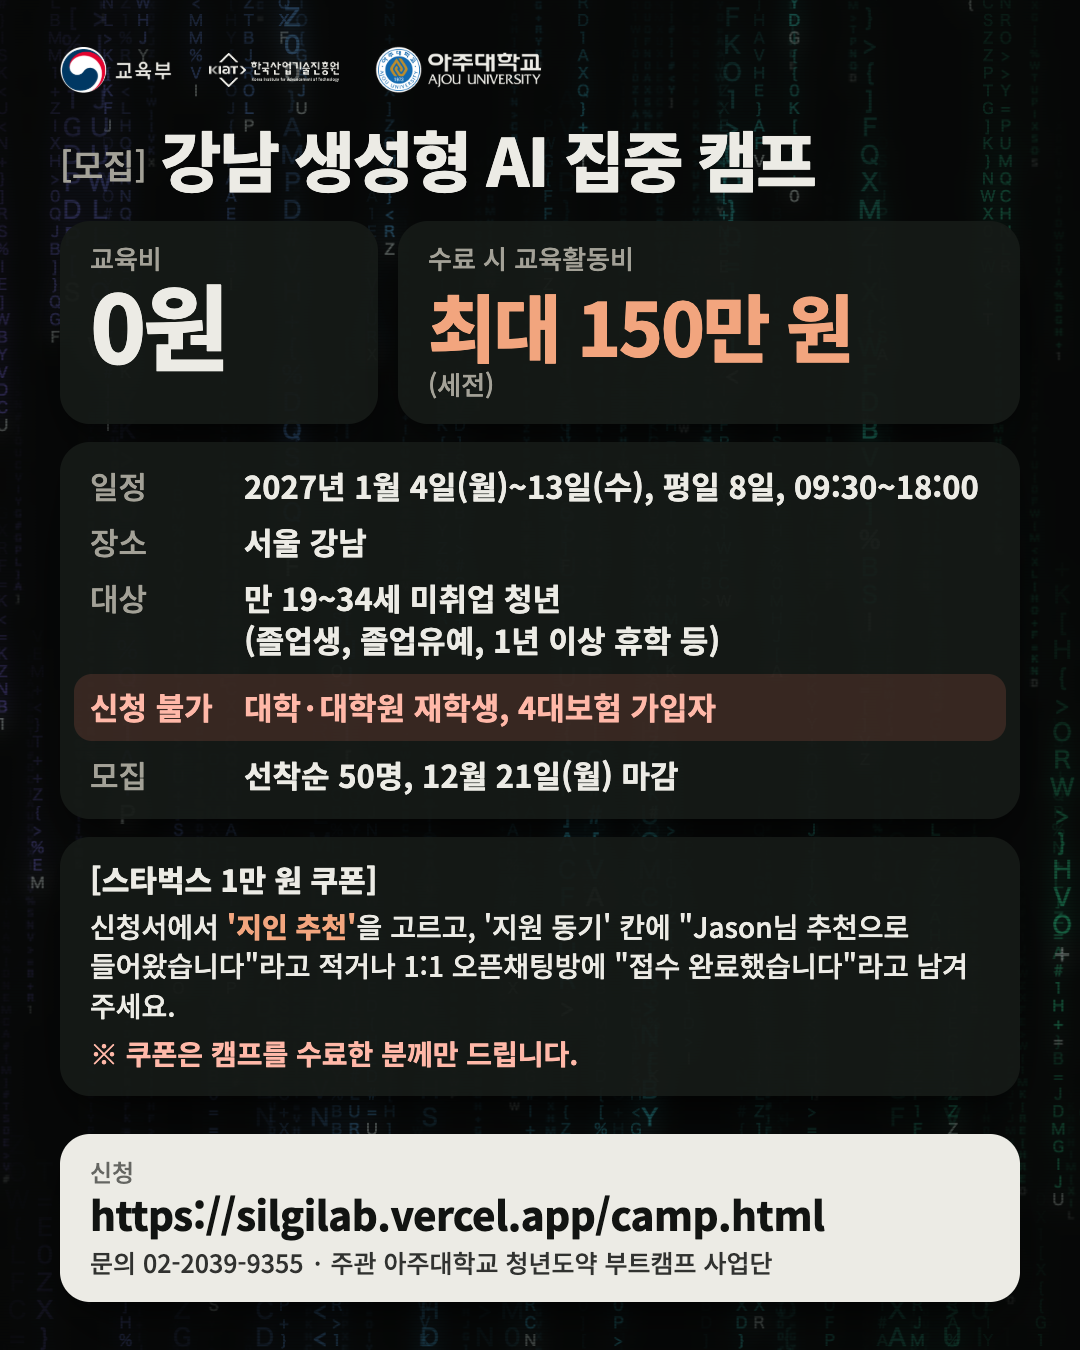 교육부
KIAT 한국산업기술진흥원
Korea Institute for Advancement of Technology
아주대학교
AJOU UNIVERSITY
[모집] 강남 생성형 AI 집중 캠프
교육비
0원
수료 시 교육활동비
최대 150만 원
(세전)
일정 2027년 1월 4일(월)~13일(수), 평일 8일, 09:30~18:00
장소 서울 강남
대상 만 19~34세 미취업 청년
(졸업생, 졸업유예, 1년 이상 휴학 등)
신청 불가 대학·대학원 재학생, 4대보험 가입자
모집 선착순 50명, 12월 21일(월) 마감
[스타벅스 1만 원 쿠폰]
신청서에서 '지인 추천'을 고르고, '지원 동기' 칸에 "Jason님 추천으로
들어왔습니다"라고 적거나 1:1 오픈채팅방에 "접수 완료했습니다"라고 남겨
주세요.
※ 쿠폰은 캠프를 수료한 분께만 드립니다.
신청
https://silgilab.vercel.app/camp.html
문의 02-2039-9355 · 주관 아주대학교 청년도약 부트캠프 사업단